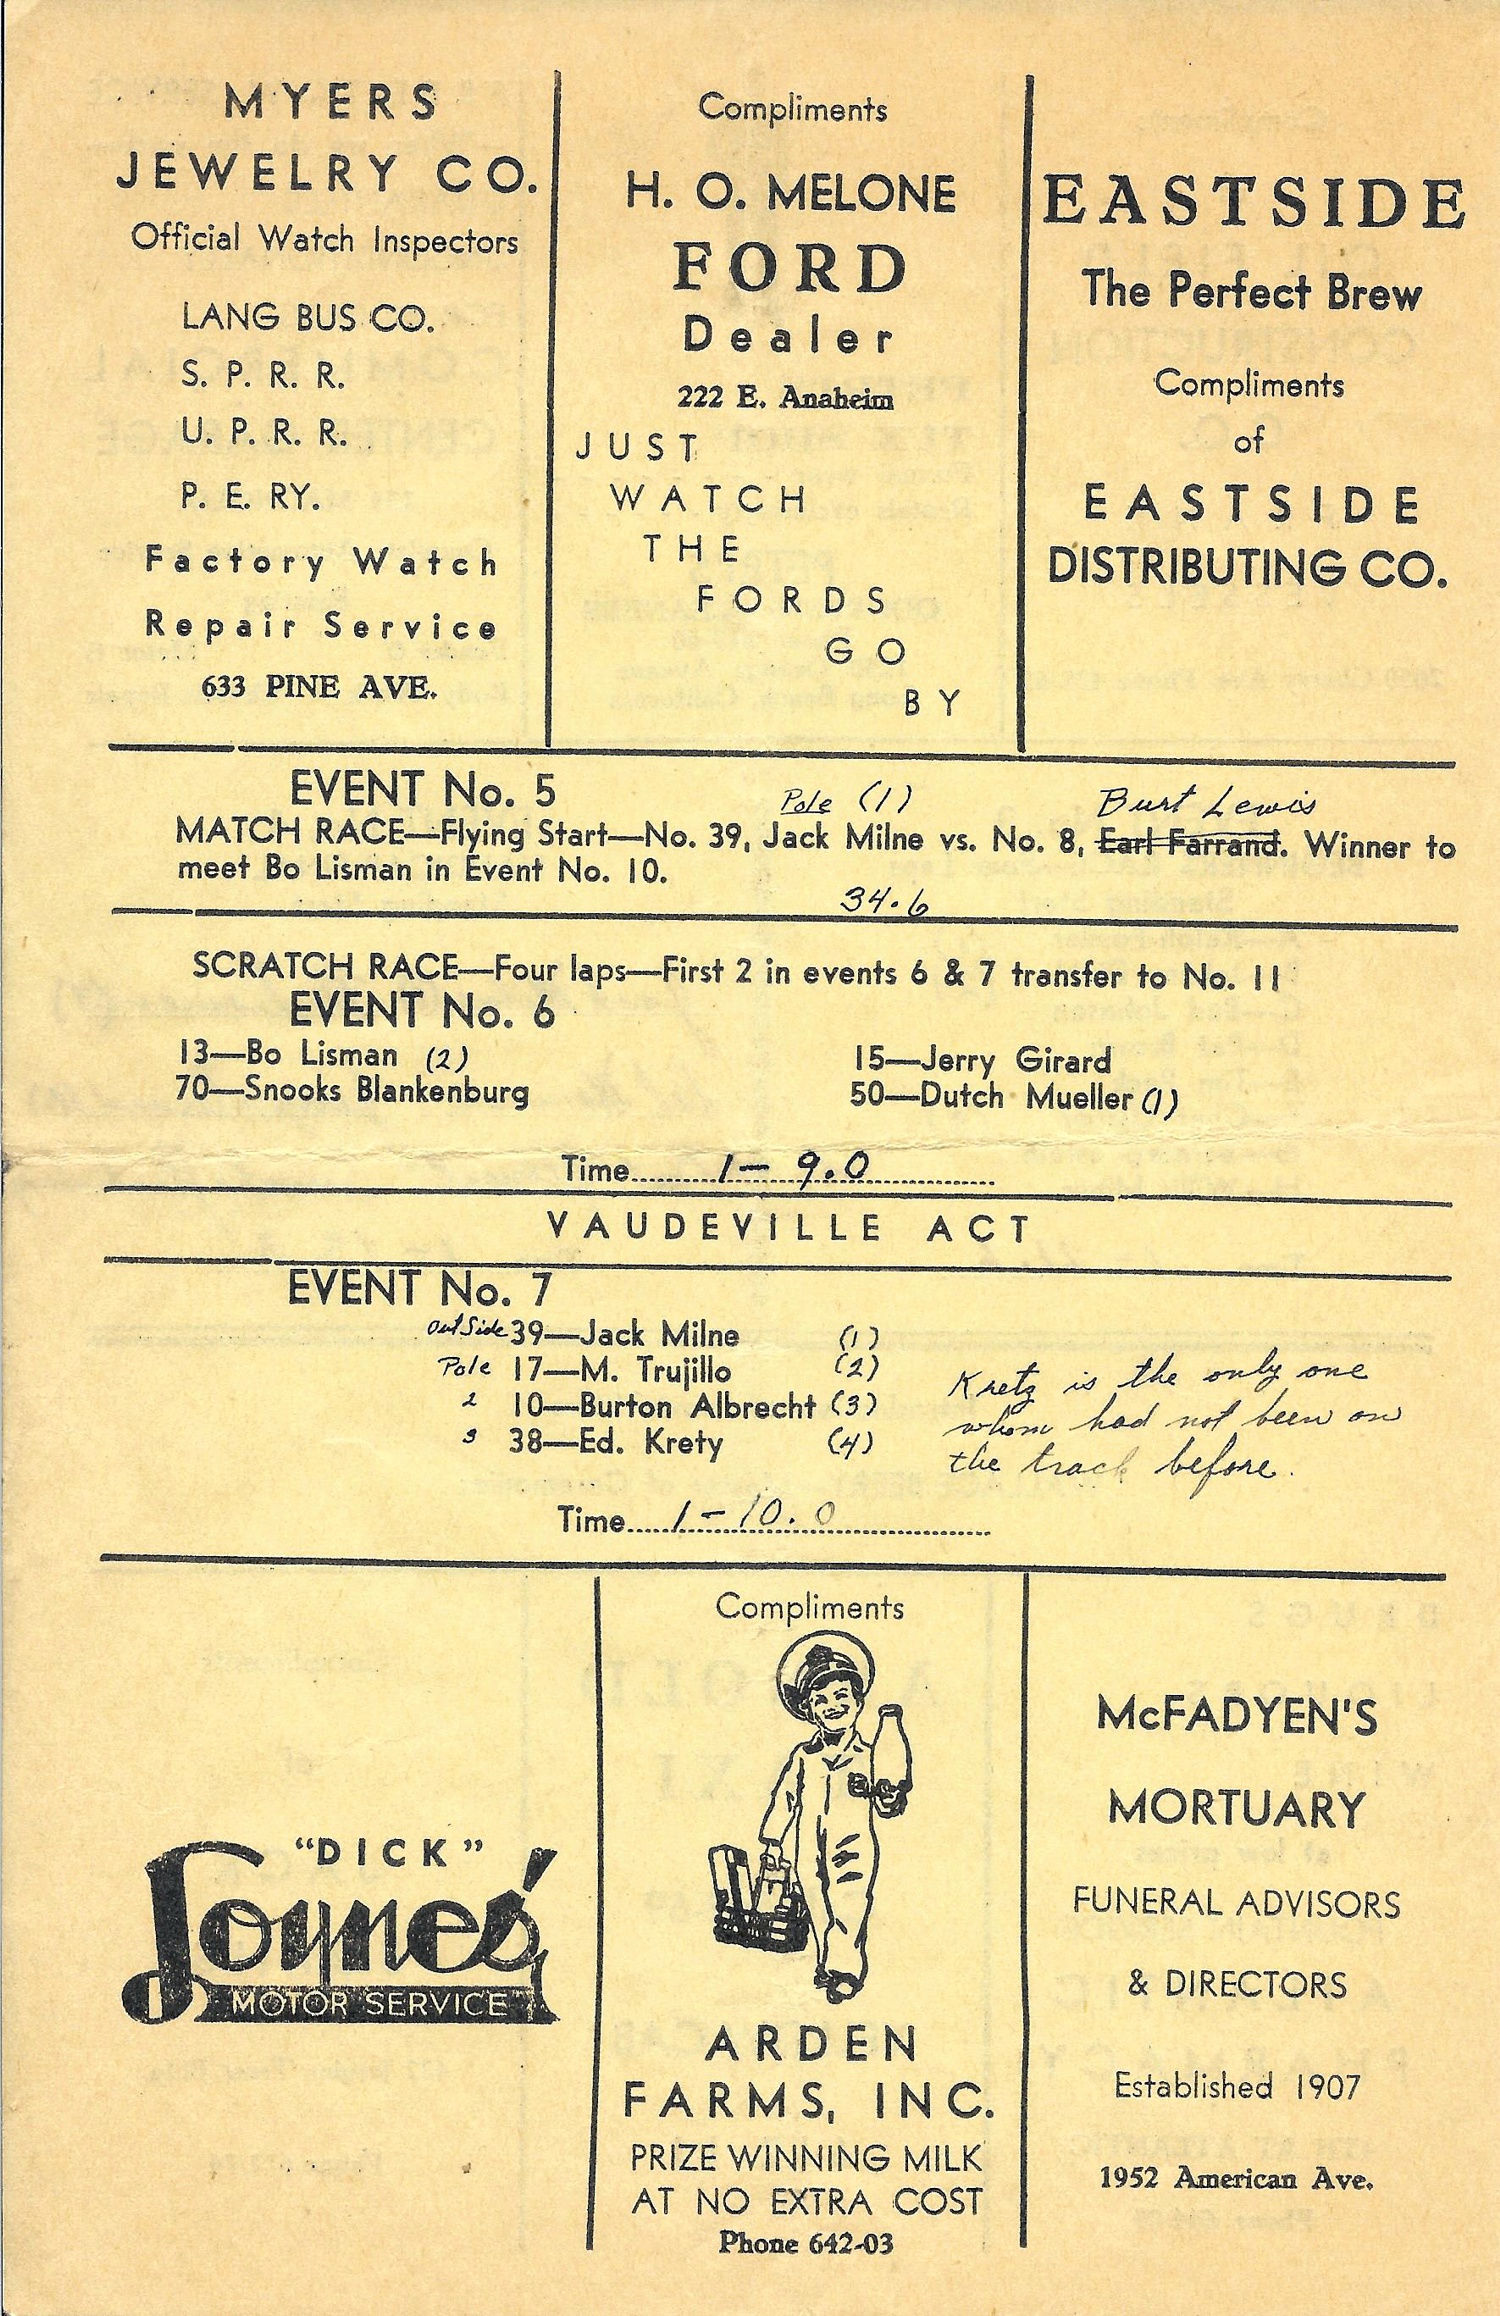 MYERS
JEWELRY CO.
Official Watch Inspectors
LANG BUS CO.
S. P. R. R.
U. P. R. R.
P. E. RY.
Factory Watch
Repair Service
633 PINE AVE.
Compliments
H. O. MELONE
FORD
Dealer
222 E. Anaheim
JUST
WATCH
THE
FORDS
GO
BY
EASTSIDE
The Perfect Brew
Compliments
of
EASTSIDE
DISTRIBUTING CO.
EVENT No. 5
Pole (1) Burt Lewis
MATCH RACE—Flying Start—No. 39, Jack Milne vs. No. 8, Earl Farrand. Winner to
meet Bo Lisman in Event No. 10.
34.6
SCRATCH RACE—Four laps—First 2 in events 6 & 7 transfer to No. 11
EVENT No. 6
13—Bo Lisman (2) 15—Jerry Girard
70—Snooks Blankenburg 50—Dutch Mueller (1)
Time 1 - 9.0
VAUDEVILLE ACT
EVENT No. 7
outside 39—Jack Milne (1)
Pole 17—M. Trujillo (2)
2 10—Burton Albrecht (3)
3 38—Ed. Krety (4)
Kretz is the only one
whom had not been on
the track before.
Time 1 - 10.0
"DICK"
Joynes'
MOTOR SERVICE
Compliments
ARDEN
FARMS, INC.
PRIZE WINNING MILK
AT NO EXTRA COST
Phone 642-03
McFADYEN'S
MORTUARY
FUNERAL ADVISORS
& DIRECTORS
Established 1907
1952 American Ave.